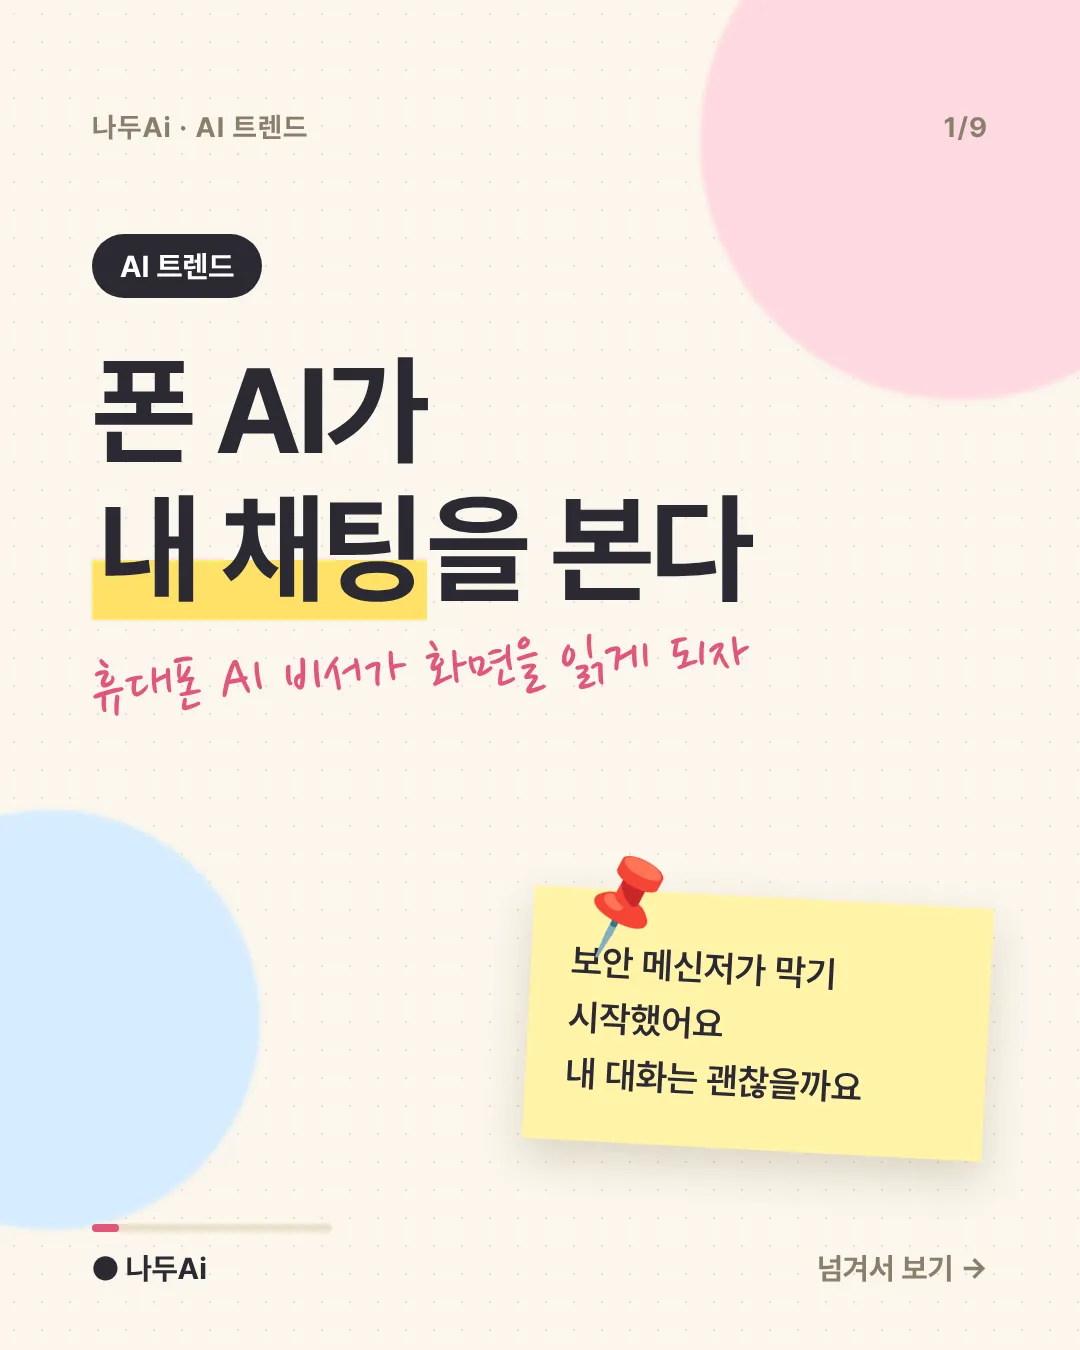 나두Ai · AI 트렌드
1/9
AI 트렌드
폰 AI가
내 채팅을 본다
휴대폰 AI 비서가 화면을 읽게 되자
보안 메신저가 막기
시작했어요
내 대화는 괜찮을까요
나두Ai
넘겨서 보기 →